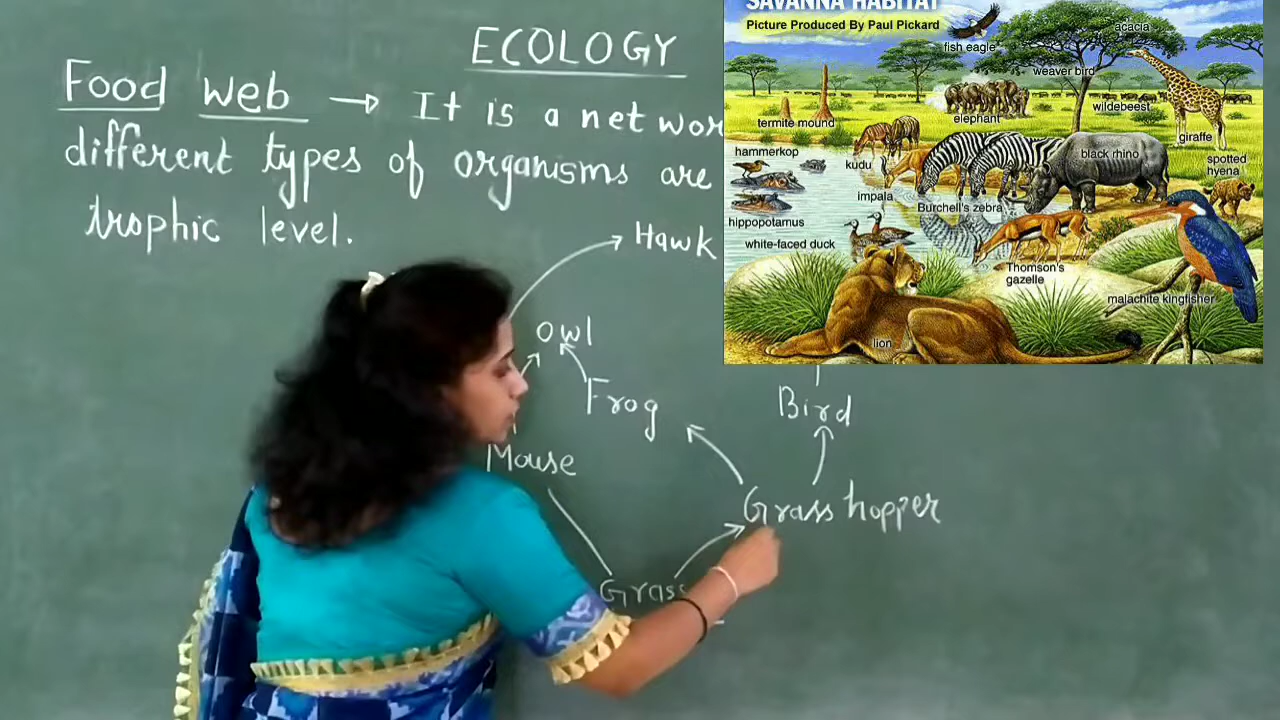 ECOLOGY
Food web → It is a networ
different types of organisms are
trophic level.
Hawk
Owl
Frog
Bird
Mouse
Grass hopper
Grass
SAVANNA HABITAT
Picture Produced By Paul Pickard
acacia
fish eagle
weaver bird
elephant
wildebeest
termite mound
giraffe
hammerkop
kudu
black rhino
spotted
hyena
impala
Burchell's zebra
hippopotamus
white-faced duck
Thomson's
gazelle
malachite kingfisher
lion